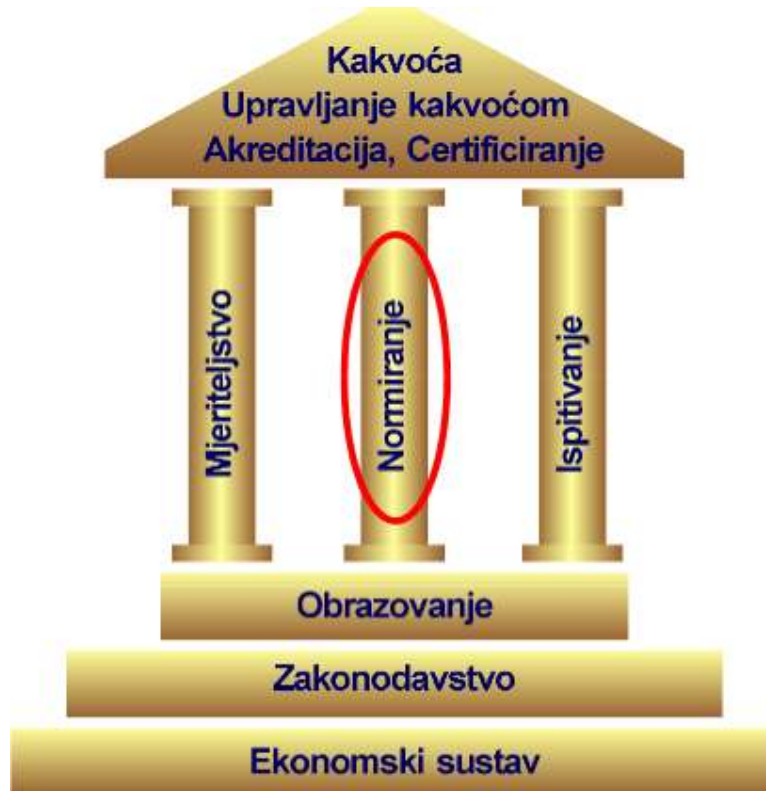 Kakvoća
Upravljanje kakvoćom
Akreditacija, Certificiranje
Mjeriteljstvo
Normiranje
Ispitivanje
Obrazovanje
Zakonodavstvo
Ekonomski sustav